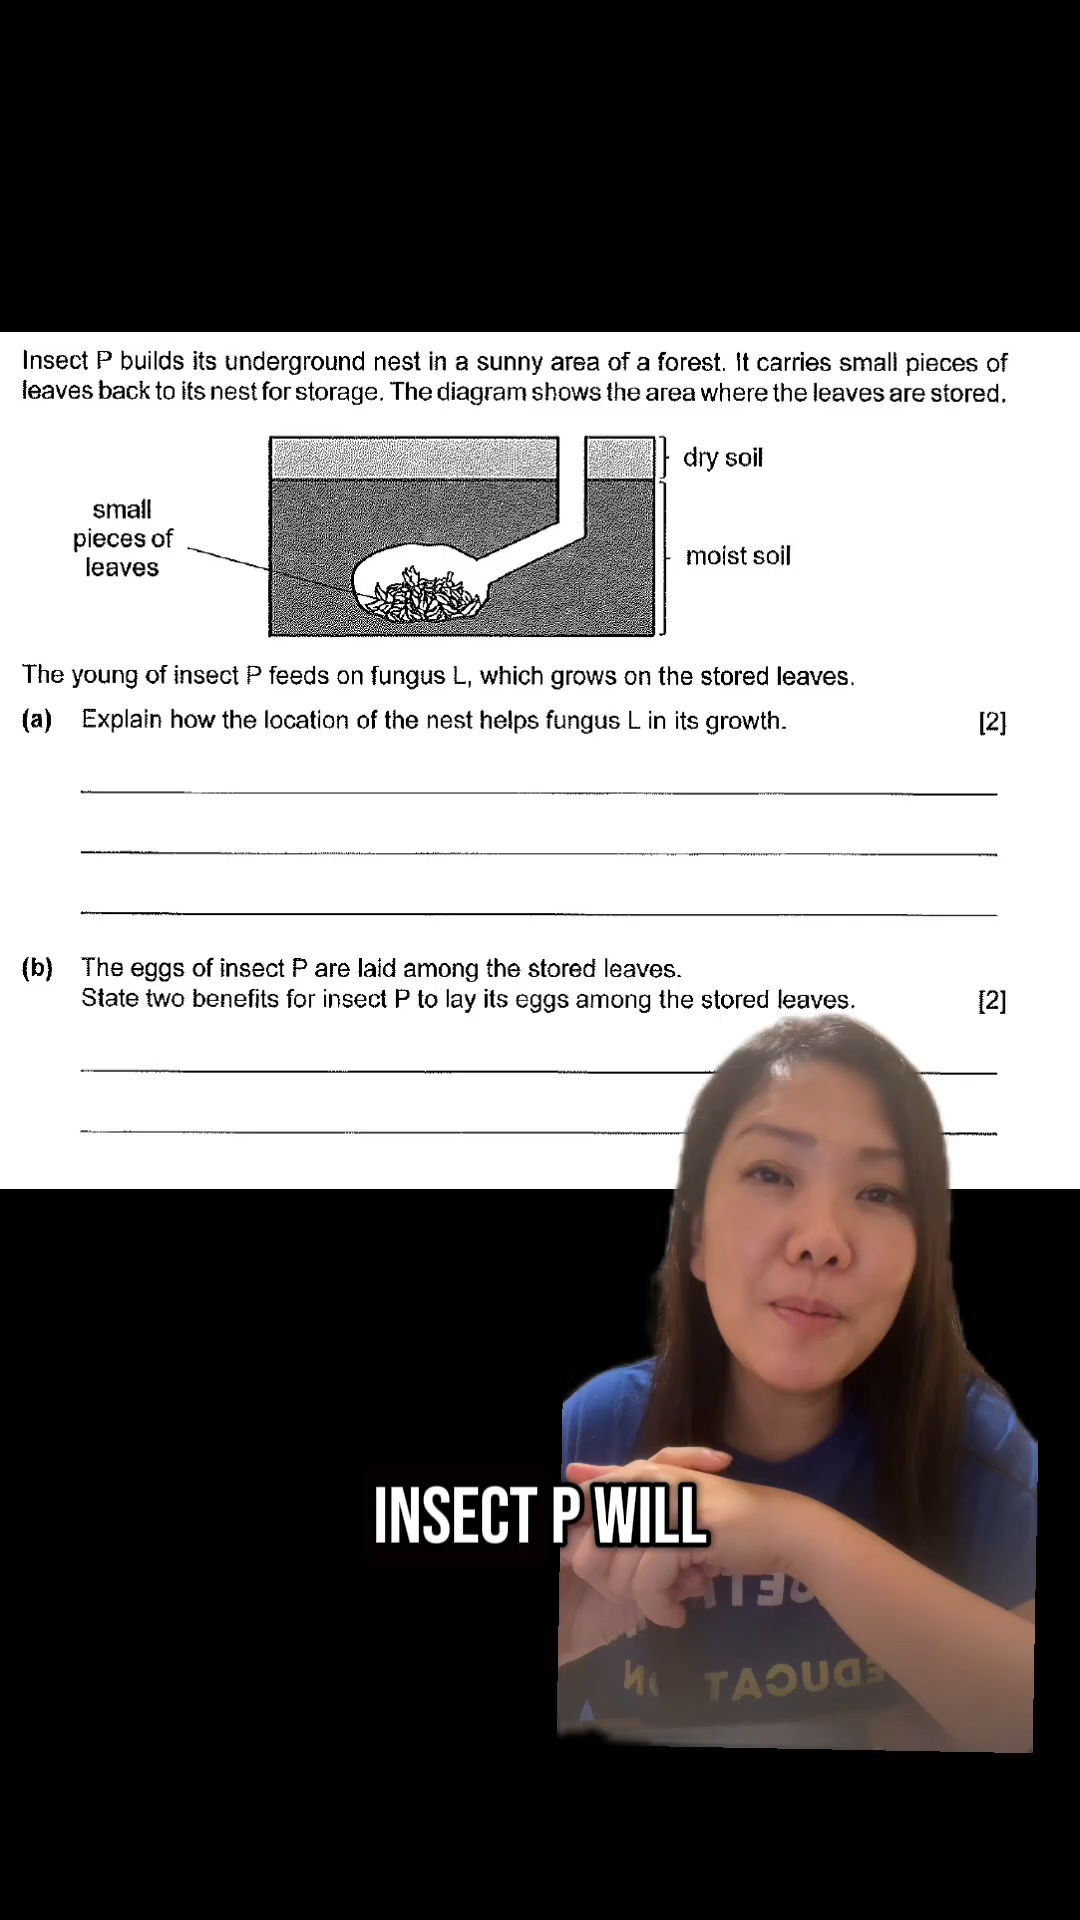 Insect P builds its underground nest in a sunny area of a forest. It carries small pieces of
leaves back to its nest for storage. The diagram shows the area where the leaves are stored.
dry soil
small
pieces of
leaves
moist soil
The young of insect P feeds on fungus L, which grows on the stored leaves.
(a) Explain how the location of the nest helps fungus L in its growth. [2]
(b) The eggs of insect P are laid among the stored leaves.
State two benefits for insect P to lay its eggs among the stored leaves. [2]
INSECT P WILL